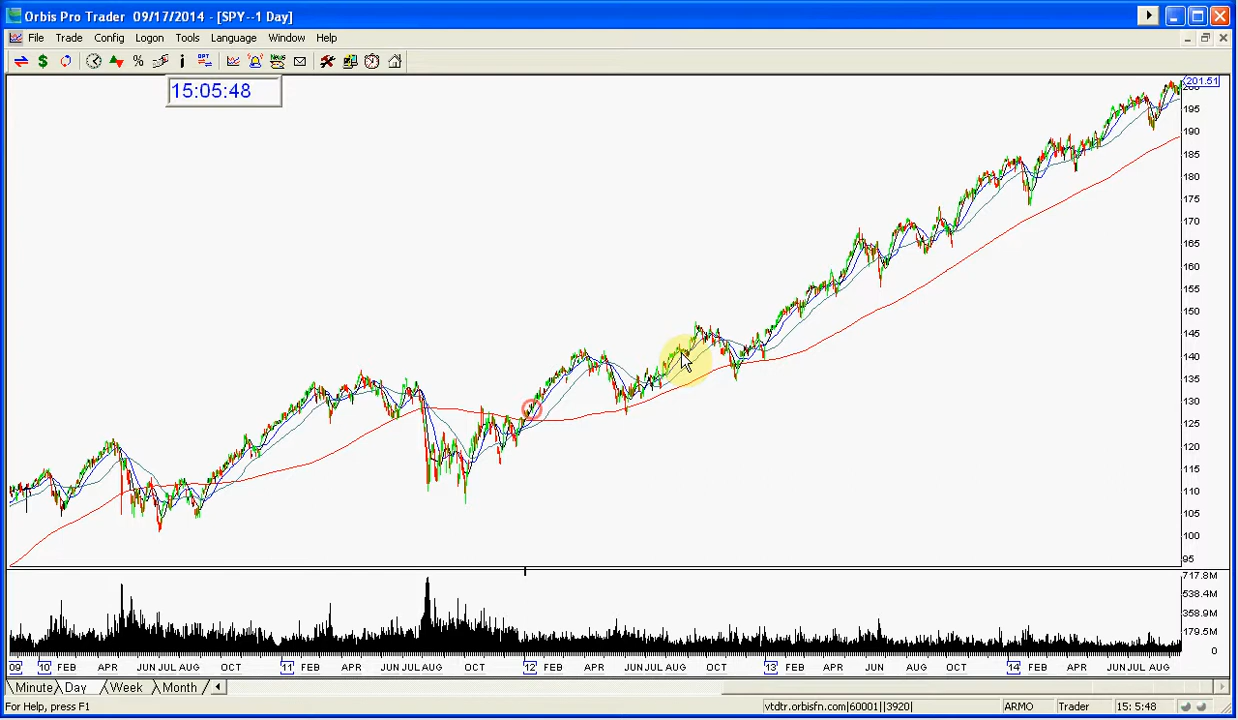 Orbis Pro Trader 09/17/2014 - [SPY--1 Day]
File Trade Config Logon Tools Language Window Help
$ % i OPT News
15:05:48
201.51
200
195
190
185
180
175
170
165
160
155
150
145
140
135
130
125
120
115
110
105
100
95
717.8M
538.4M
358.9M
179.5M
0
09 10 FEB APR JUN JUL AUG OCT 11 FEB APR JUN JUL AUG OCT 12 FEB APR JUN JUL AUG OCT 13 FEB APR JUN AUG OCT 14 FEB APR JUN JUL AUG
Minute Day Week Month
For Help, press F1 vtdtr.orbisfn.com|60001||3920| ARMO Trader 15: 5:48